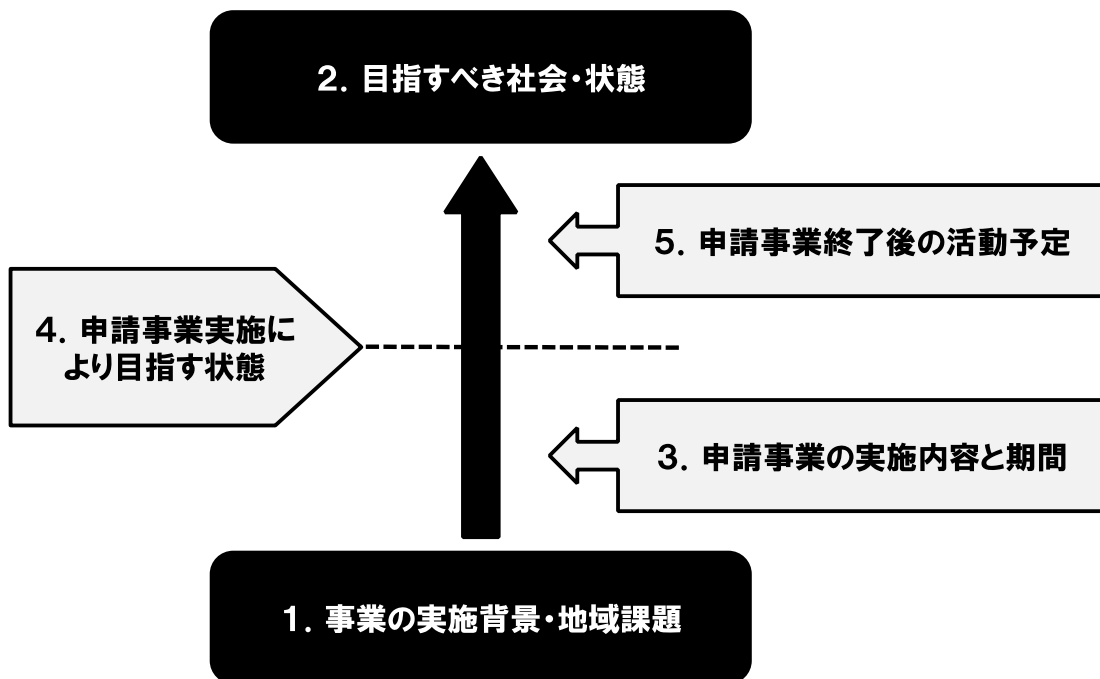 2. 目指すべき社会・状態
5. 申請事業終了後の活動予定
4. 申請事業実施に
より目指す状態
3. 申請事業の実施内容と期間
1. 事業の実施背景・地域課題